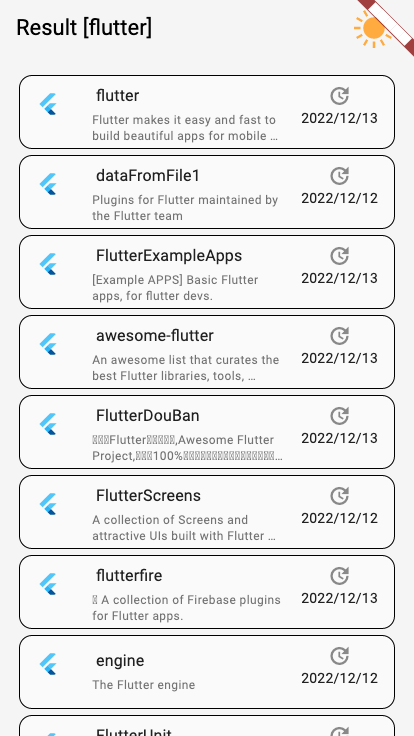 Result [flutter]
flutter
2022/12/13
Flutter makes it easy and fast to
build beautiful apps for mobile …
dataFromFile1
2022/12/12
Plugins for Flutter maintained by
the Flutter team
FlutterExampleApps
2022/12/13
[Example APPS] Basic Flutter
apps, for flutter devs.
awesome-flutter
2022/12/13
An awesome list that curates the
best Flutter libraries, tools, …
FlutterDouBan
2022/12/13
Flutter,Awesome Flutter
Project,100%…
FlutterScreens
2022/12/12
A collection of Screens and
attractive UIs built with Flutter …
flutterfire
2022/12/13
A collection of Firebase plugins
for Flutter apps.
engine
2022/12/12
The Flutter engine
FlutterUnit